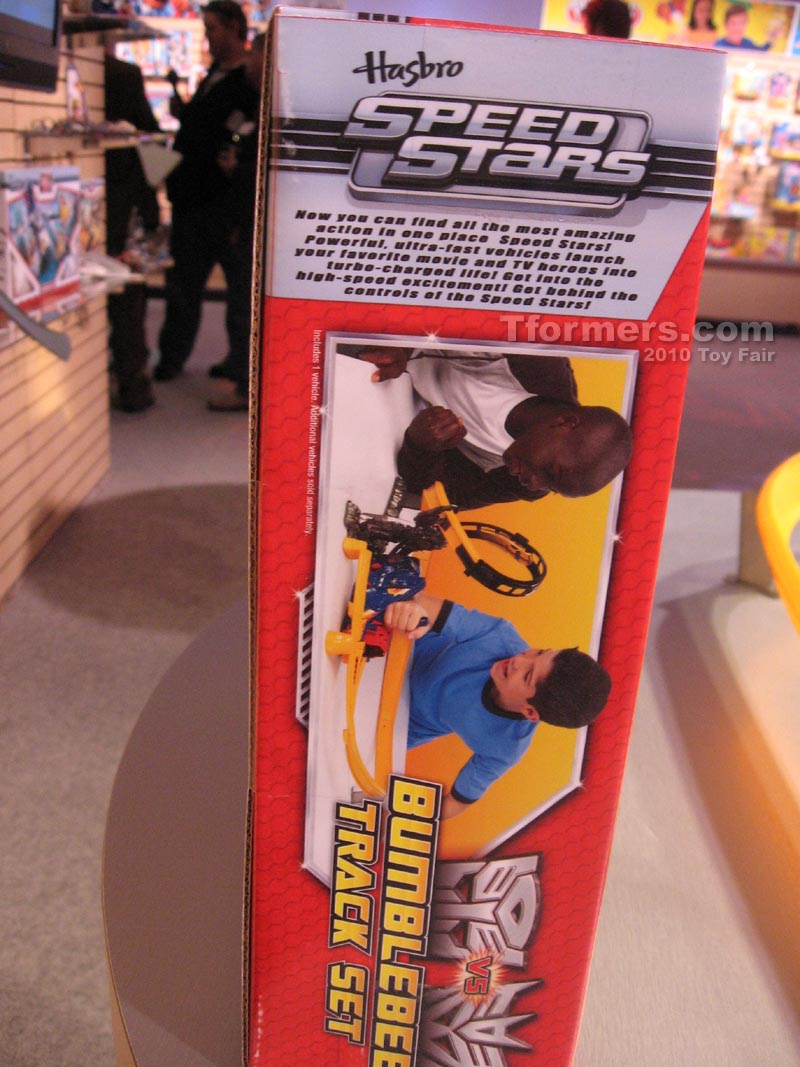 Hasbro
SPEED
STARS
Now you can find all the most amazing
action in one place Speed Stars!
Powerful, ultra-fast vehicles launch
your favorite movie and TV heroes into
turbo-charged life! Get into the
high-speed excitement! Get behind the
controls of the Speed Stars!
Tformers.com
2010 Toy Fair
Includes 1 vehicle. Additional vehicles sold separately.
VS
BUMBLEBEE
TRACK SET